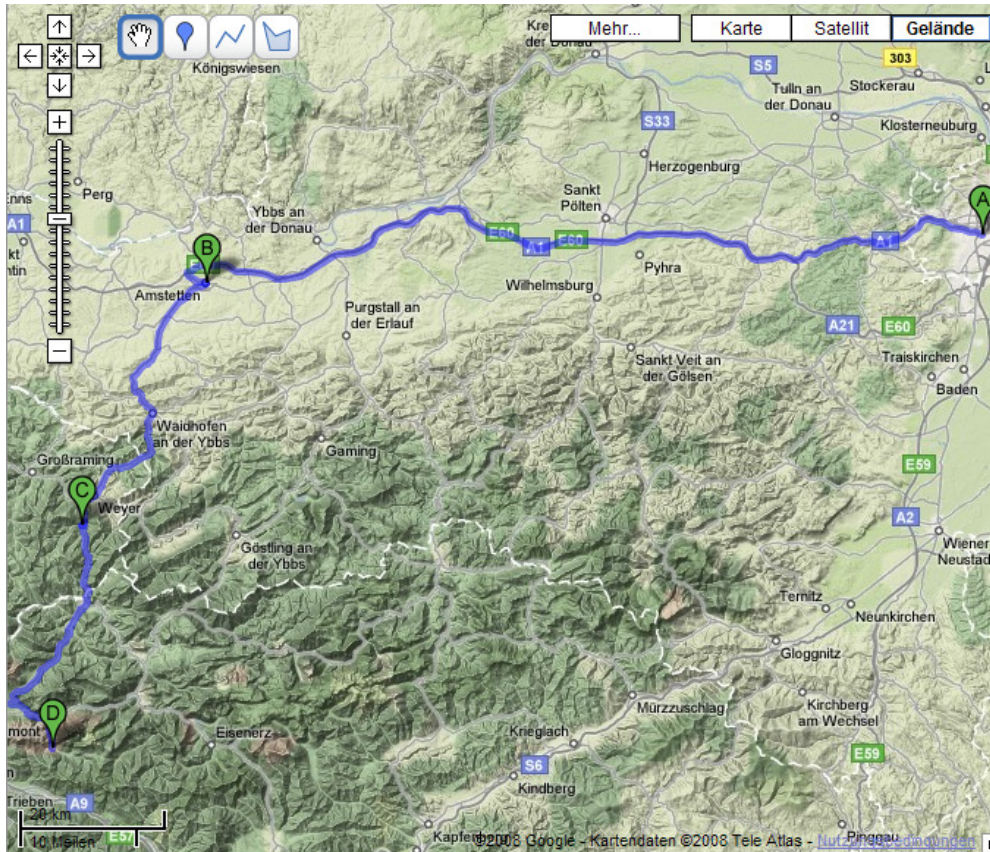 Mehr...
Karte
Satellit
Gelände
Königswiesen
der Donau
S5
303
Stockerau
Tulln an
der Donau
Klosterneuburg
S33
Herzogenburg
Perg
A1
Ybbs an
der Donau
Sankt
Pölten
A
B
E60
A1
E60
A1
Pyhra
Amstetten
Wilhelmsburg
Purgstall an
der Erlauf
A21
E60
Sankt Veit an
der Gölsen
Traiskirchen
Baden
Waidhofen
an der Ybbs
Gaming
Großraming
E59
C
Weyer
A2
Göstling an
der Ybbs
Wiener
Neustad
Ternitz
Neunkirchen
Gloggnitz
D
mont
Eisenerz
Mürzzuschlag
Kirchberg
am Wechsel
Krieglach
E59
S6
Kindberg
Trieben
A9
20 km
E57
10 Meilen
Pinggau
©2008 Google - Kartendaten ©2008 Tele Atlas - Nutzungsbedingungen